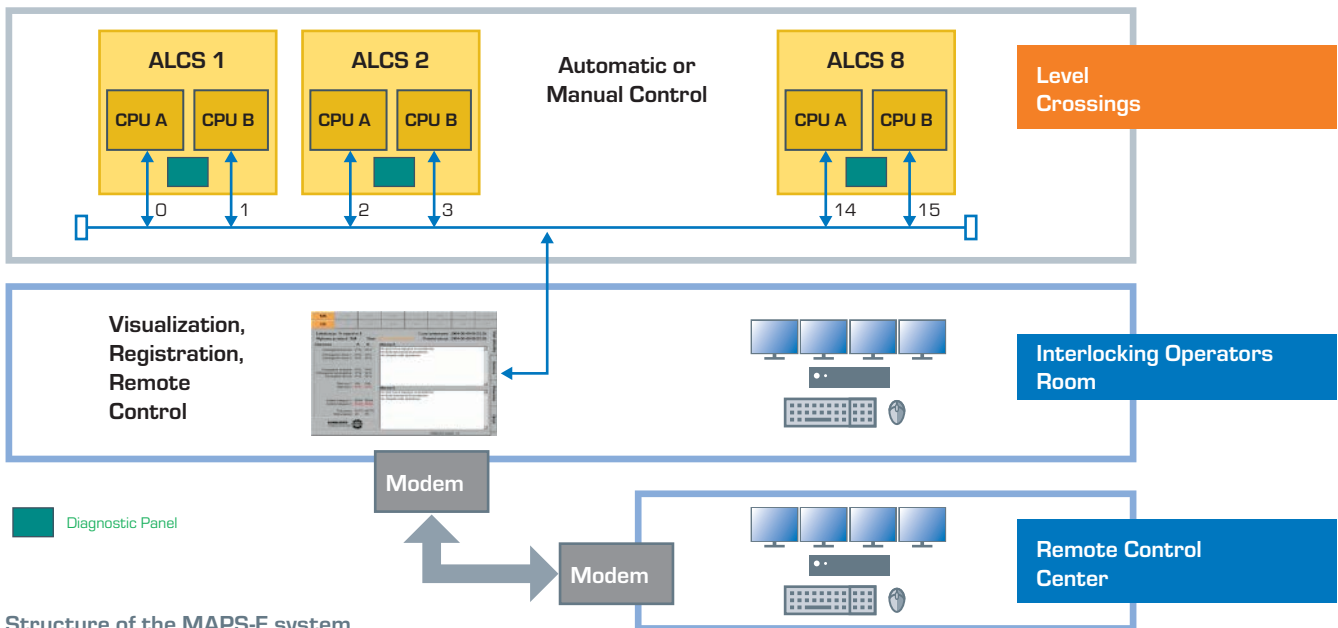 ALCS 1
ALCS 2
ALCS 8
Automatic or
Manual Control
CPU A
CPU B
CPU A
CPU B
CPU A
CPU B
0
1
2
3
14
15
Level
Crossings
Visualization,
Registration,
Remote
Control
Interlocking Operators
Room
Modem
Diagnostic Panel
Modem
Remote Control
Center
Structure of the MAPS-E system